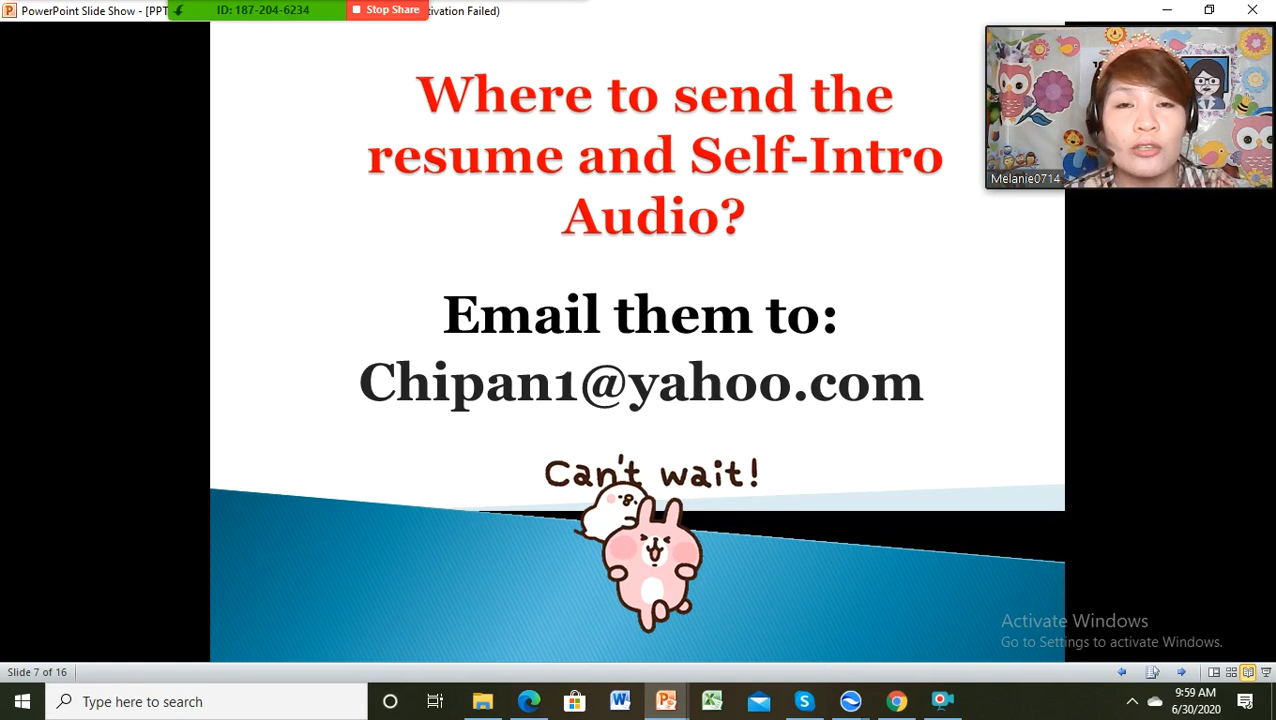 PowerPoint Slide Show - [PPT
ID: 187-204-6234
Stop Share
tivation Failed)
Where to send the
resume and Self-Intro
Audio?
Melanie0714
Email them to:
Chipan1@yahoo.com
Can't wait!
Activate Windows
Go to Settings to activate Windows.
Slide 7 of 16
Type here to search
9:59 AM
6/30/2020